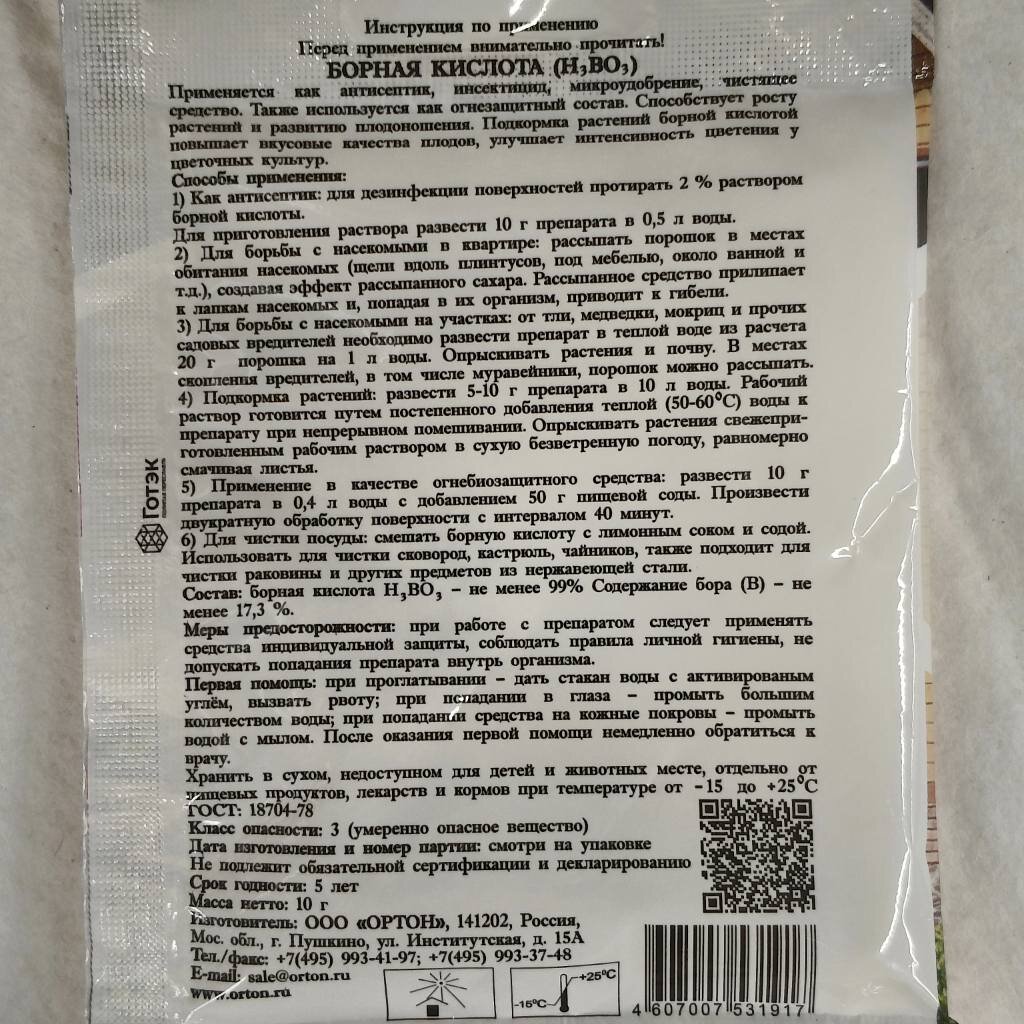 Инструкция по применению
Перед применением внимательно прочитать!
БОРНАЯ КИСЛОТА (H₃BO₃)
Применяется как антисептик, инсектицид, микроудобрение, чистящее
средство. Также используется как огнезащитный состав. Способствует росту
растений и развитию плодоношения. Подкормка растений борной кислотой
повышает вкусовые качества плодов, улучшает интенсивность цветения у
цветочных культур.
Способы применения:
1) Как антисептик: для дезинфекции поверхностей протирать 2 % раствором
борной кислоты.
Для приготовления раствора развести 10 г препарата в 0,5 л воды.
2) Для борьбы с насекомыми в квартире: рассыпать порошок в местах
обитания насекомых (щели вдоль плинтусов, под мебелью, около ванной и
т.д.), создавая эффект рассыпанного сахара. Рассыпанное средство прилипает
к лапкам насекомых и, попадая в их организм, приводит к гибели.
3) Для борьбы с насекомыми на участках: от тли, медведки, мокриц и прочих
садовых вредителей необходимо развести препарат в теплой воде из расчета
20 г порошка на 1 л воды. Опрыскивать растения и почву. В местах
скопления вредителей, в том числе муравейники, порошок можно рассыпать.
4) Подкормка растений: развести 5-10 г препарата в 10 л воды. Рабочий
раствор готовится путем постепенного добавления теплой (50-60⁰C) воды к
препарату при непрерывном помешивании. Опрыскивать растения свежепри-
готовленным рабочим раствором в сухую безветренную погоду, равномерно
смачивая листья.
5) Применение в качестве огнебиозащитного средства: развести 10 г
препарата в 0,4 л воды с добавлением 50 г пищевой соды. Произвести
двукратную обработку поверхности с интервалом 40 минут.
6) Для чистки посуды: смешать борную кислоту с лимонным соком и содой.
Использовать для чистки сковород, кастрюль, чайников, также подходит для
чистки раковины и других предметов из нержавеющей стали.
Состав: борная кислота H₃BO₃ – не менее 99% Содержание бора (B) – не
менее 17,3 %.
Меры предосторожности: при работе с препаратом следует применять
средства индивидуальной защиты, соблюдать правила личной гигиены, не
допускать попадания препарата внутрь организма.
Первая помощь: при проглатывании – дать стакан воды с активированым
углём, вызвать рвоту; при попадании в глаза – промыть большим
количеством воды; при попадании средства на кожные покровы – промыть
водой с мылом. После оказания первой помощи немедленно обратиться к
врачу.
Хранить в сухом, недоступном для детей и животных месте, отдельно от
пищевых продуктов, лекарств и кормов при температуре от -15 до +25⁰C
ГОСТ: 18704-78
Класс опасности: 3 (умеренно опасное вещество)
Дата изготовления и номер партии: смотри на упаковке
Не подлежит обязательной сертификации и декларированию
Срок годности: 5 лет
Масса нетто: 10 г
Изготовитель: ООО «ОРТОН», 141202, Россия,
Мос. обл., г. Пушкино, ул. Институтская, д. 15А
Тел./факс: +7(495) 993-41-97; +7(495) 993-37-48
E-mail: sale@orton.ru
www.orton.ru
+25⁰C
-15⁰C
4 607007 531917
ГОТЭК